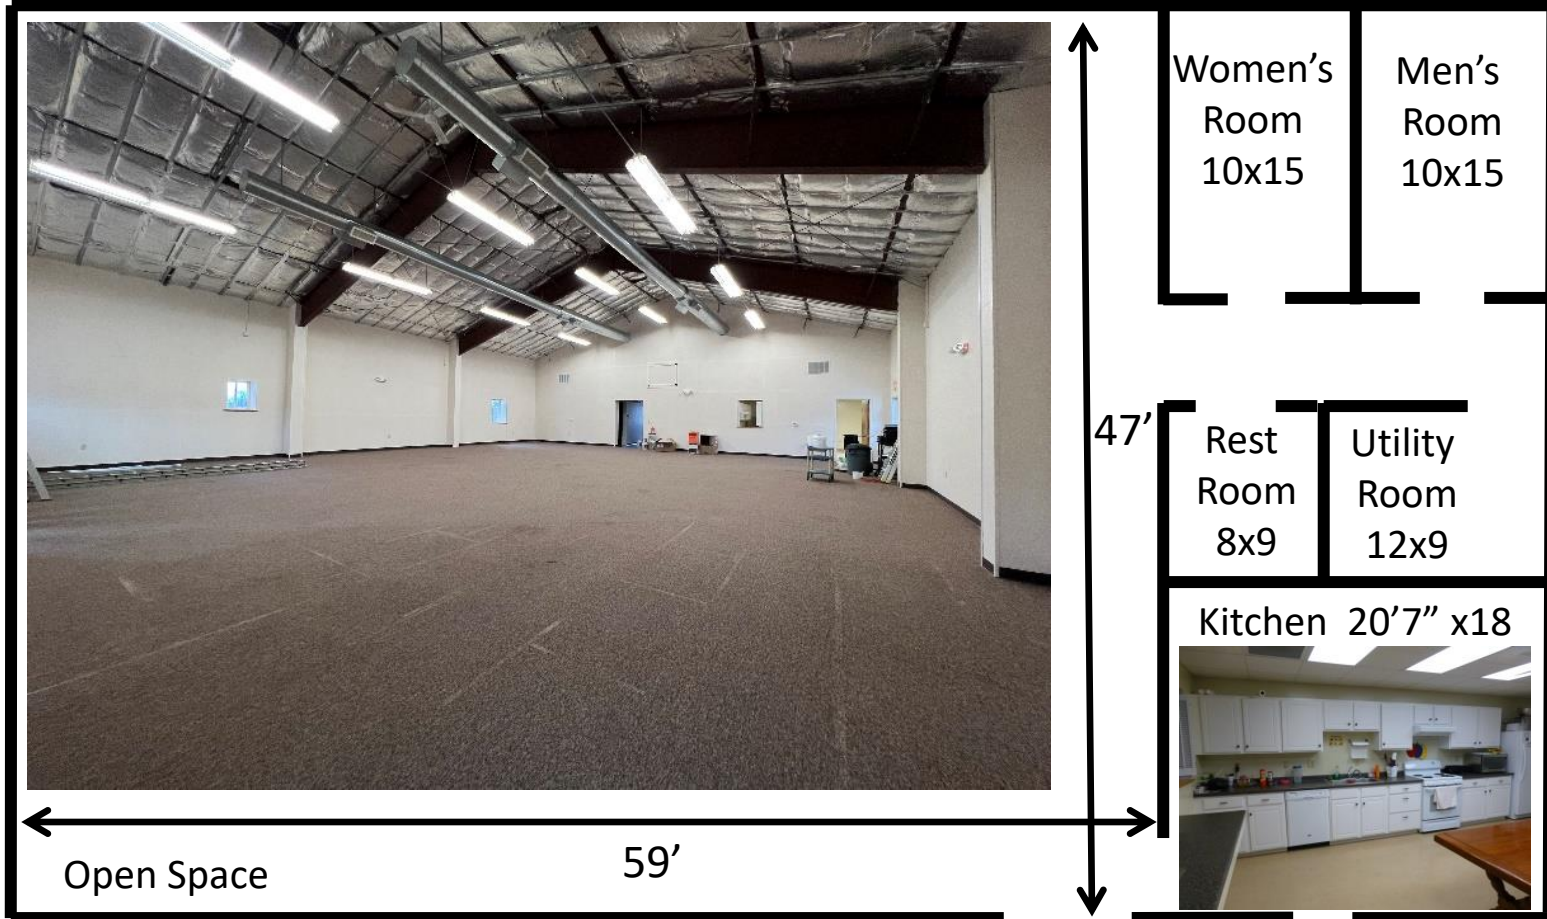 Women’s
Room
10x15
Men’s
Room
10x15
47’
Rest
Room
8x9
Utility
Room
12x9
Kitchen 20’7” x18
59’
Open Space